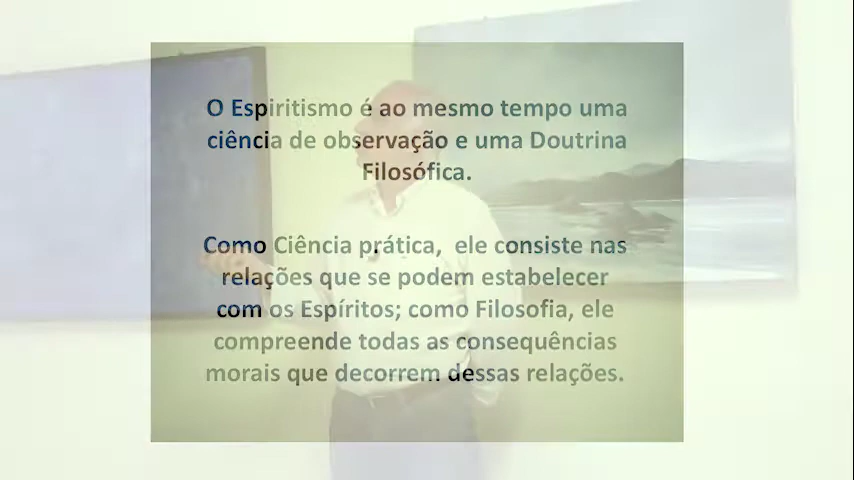 O Espiritismo é ao mesmo tempo uma
ciência de observação e uma Doutrina
Filosófica.
Como Ciência prática, ele consiste nas
relações que se podem estabelecer
com os Espíritos; como Filosofia, ele
compreende todas as consequências
morais que decorrem dessas relações.